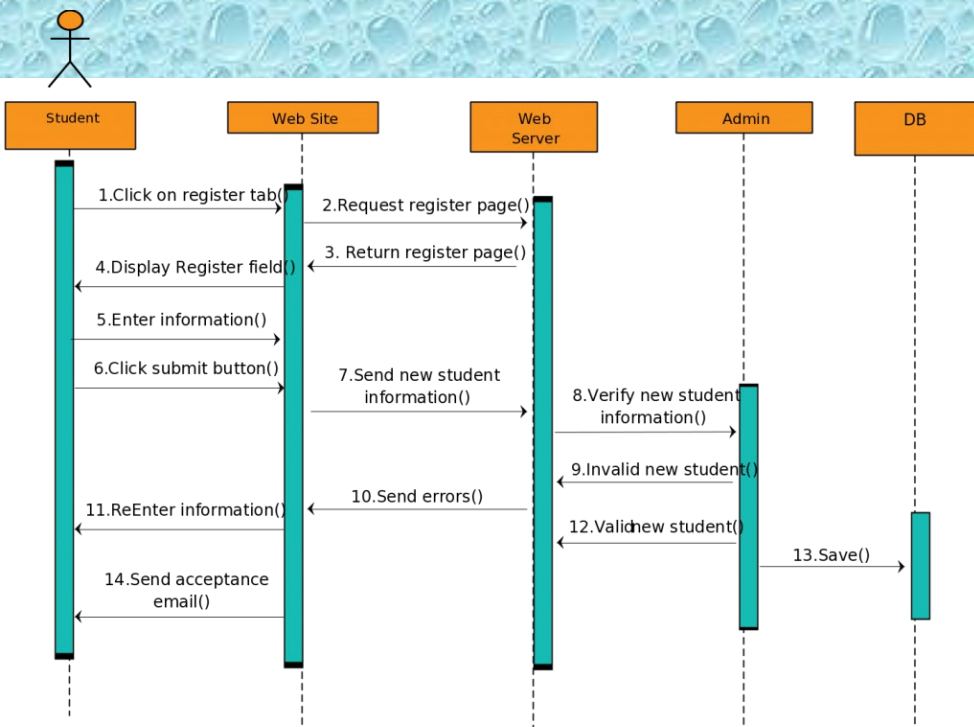 Student
Web Site
Web
Server
Admin
DB
1.Click on register tab()
2.Request register page()
3. Return register page()
4.Display Register field()
5.Enter information()
6.Click submit button()
7.Send new student
information()
8.Verify new student
information()
9.Invalid new student()
10.Send errors()
11.ReEnter information()
12.Valid new student()
13.Save()
14.Send acceptance
email()